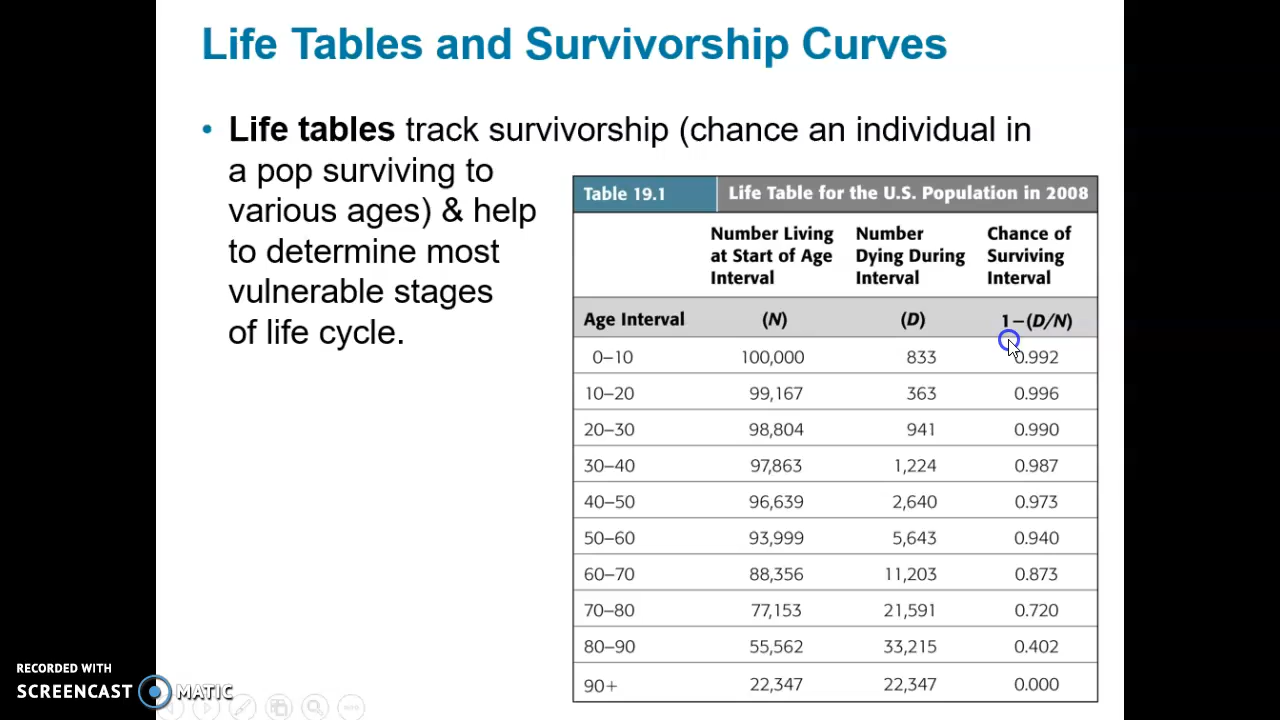 Life Tables and Survivorship Curves
• Life tables track survivorship (chance an individual in
a pop surviving to
various ages) & help
to determine most
vulnerable stages
of life cycle.
Table 19.1 Life Table for the U.S. Population in 2008
Number Living Number Chance of
at Start of Age Dying During Surviving
Interval Interval Interval
Age Interval (N) (D) 1−(D/N)
0–10 100,000 833 0.992
10–20 99,167 363 0.996
20–30 98,804 941 0.990
30–40 97,863 1,224 0.987
40–50 96,639 2,640 0.973
50–60 93,999 5,643 0.940
60–70 88,356 11,203 0.873
70–80 77,153 21,591 0.720
80–90 55,562 33,215 0.402
90+ 22,347 22,347 0.000
RECORDED WITH
SCREENCAST MATIC